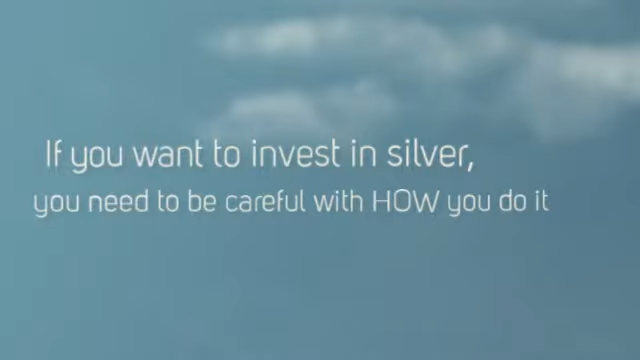 If you want to invest in silver,
you need to be careful with HOW you do it